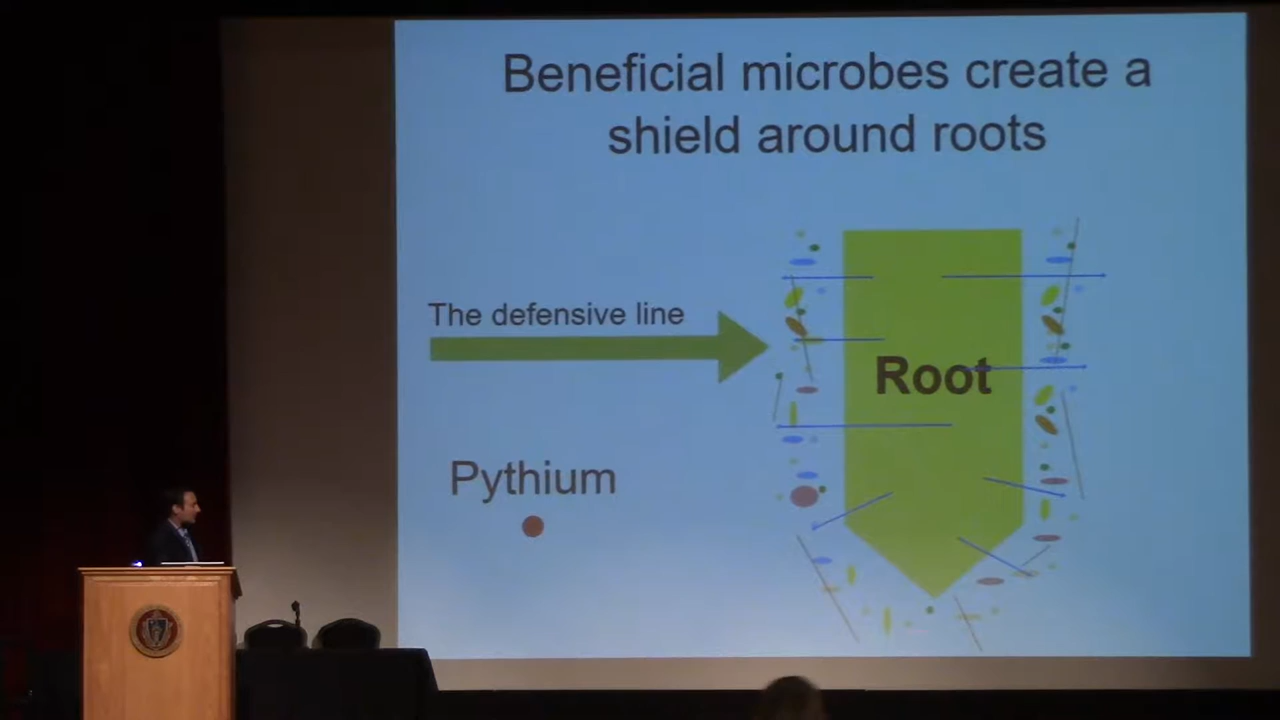 Beneficial microbes create a
shield around roots
The defensive line
Root
Pythium